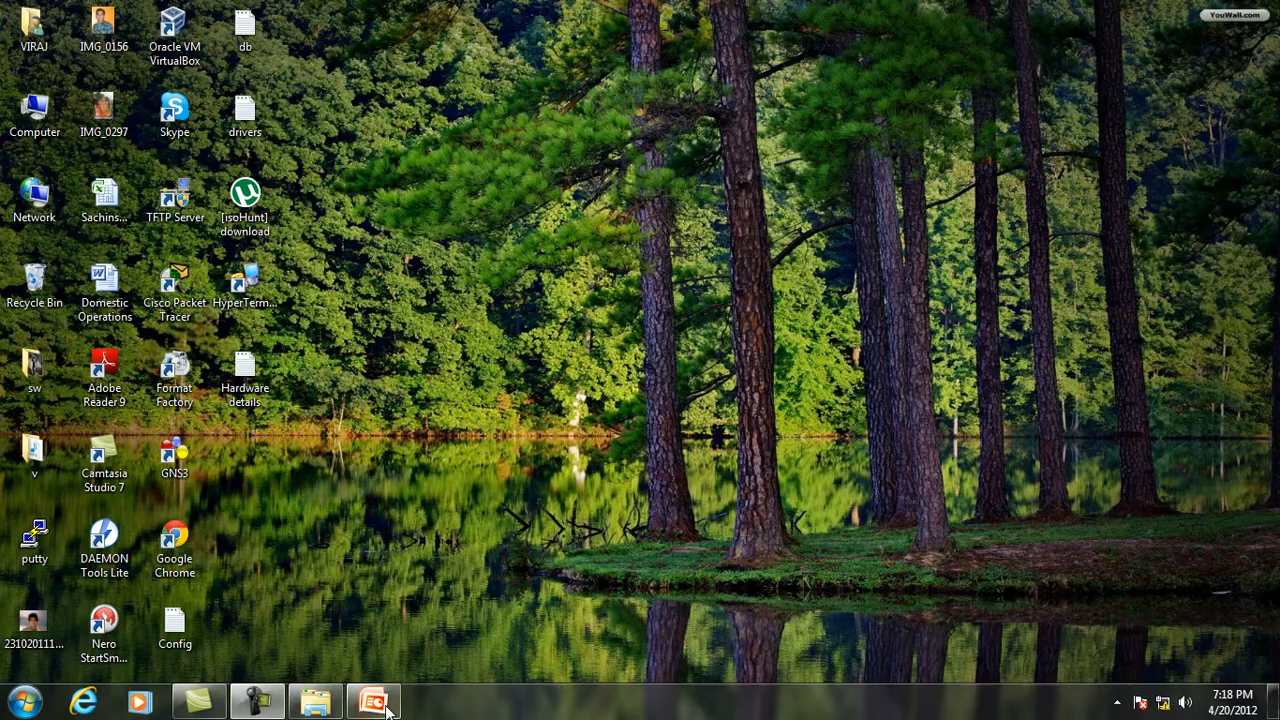 YouWall.com
VIRAJ
IMG_0156
Oracle VM
VirtualBox
db
Computer
IMG_0297
Skype
drivers
Network
Sachins...
TFTP Server
[isoHunt]
download
Recycle Bin
Domestic
Operations
Cisco Packet
Tracer
HyperTerm...
sw
Adobe
Reader 9
Format
Factory
Hardware
details
v
Camtasia
Studio 7
GNS3
putty
DAEMON
Tools Lite
Google
Chrome
231020111...
Nero
StartSm...
Config
7:18 PM
4/20/2012